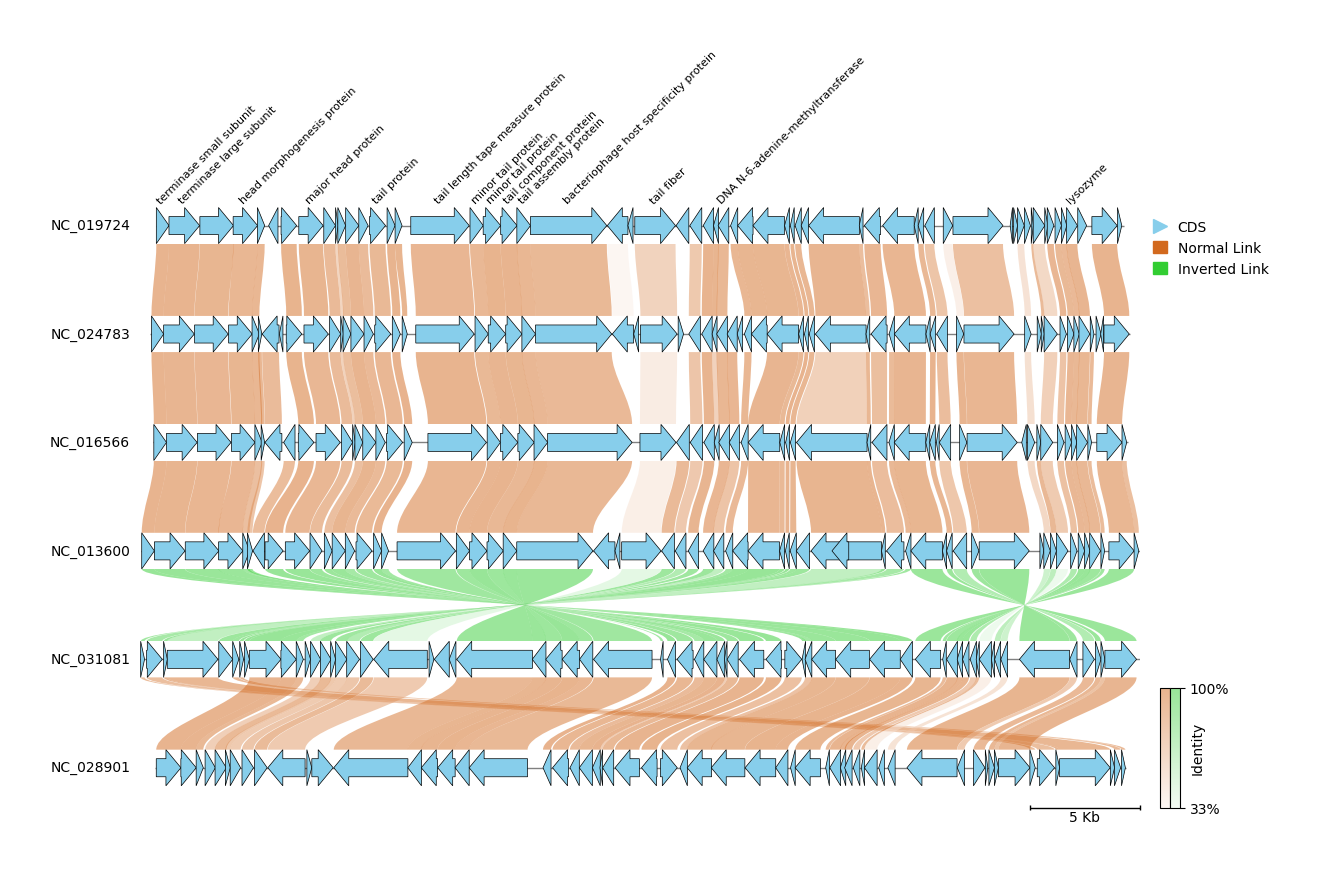 terminase small subunit
terminase large subunit
head morphogenesis protein
major head protein
tail protein
tail length tape measure protein
minor tail protein
minor tail protein
tail component protein
tail assembly protein
bacteriophage host specificity protein
tail fiber
DNA N-6-adenine-methyltransferase
lysozyme
NC_019724
NC_024783
NC_016566
NC_013600
NC_031081
NC_028901
CDS
Normal Link
Inverted Link
100%
Identity
33%
5 Kb